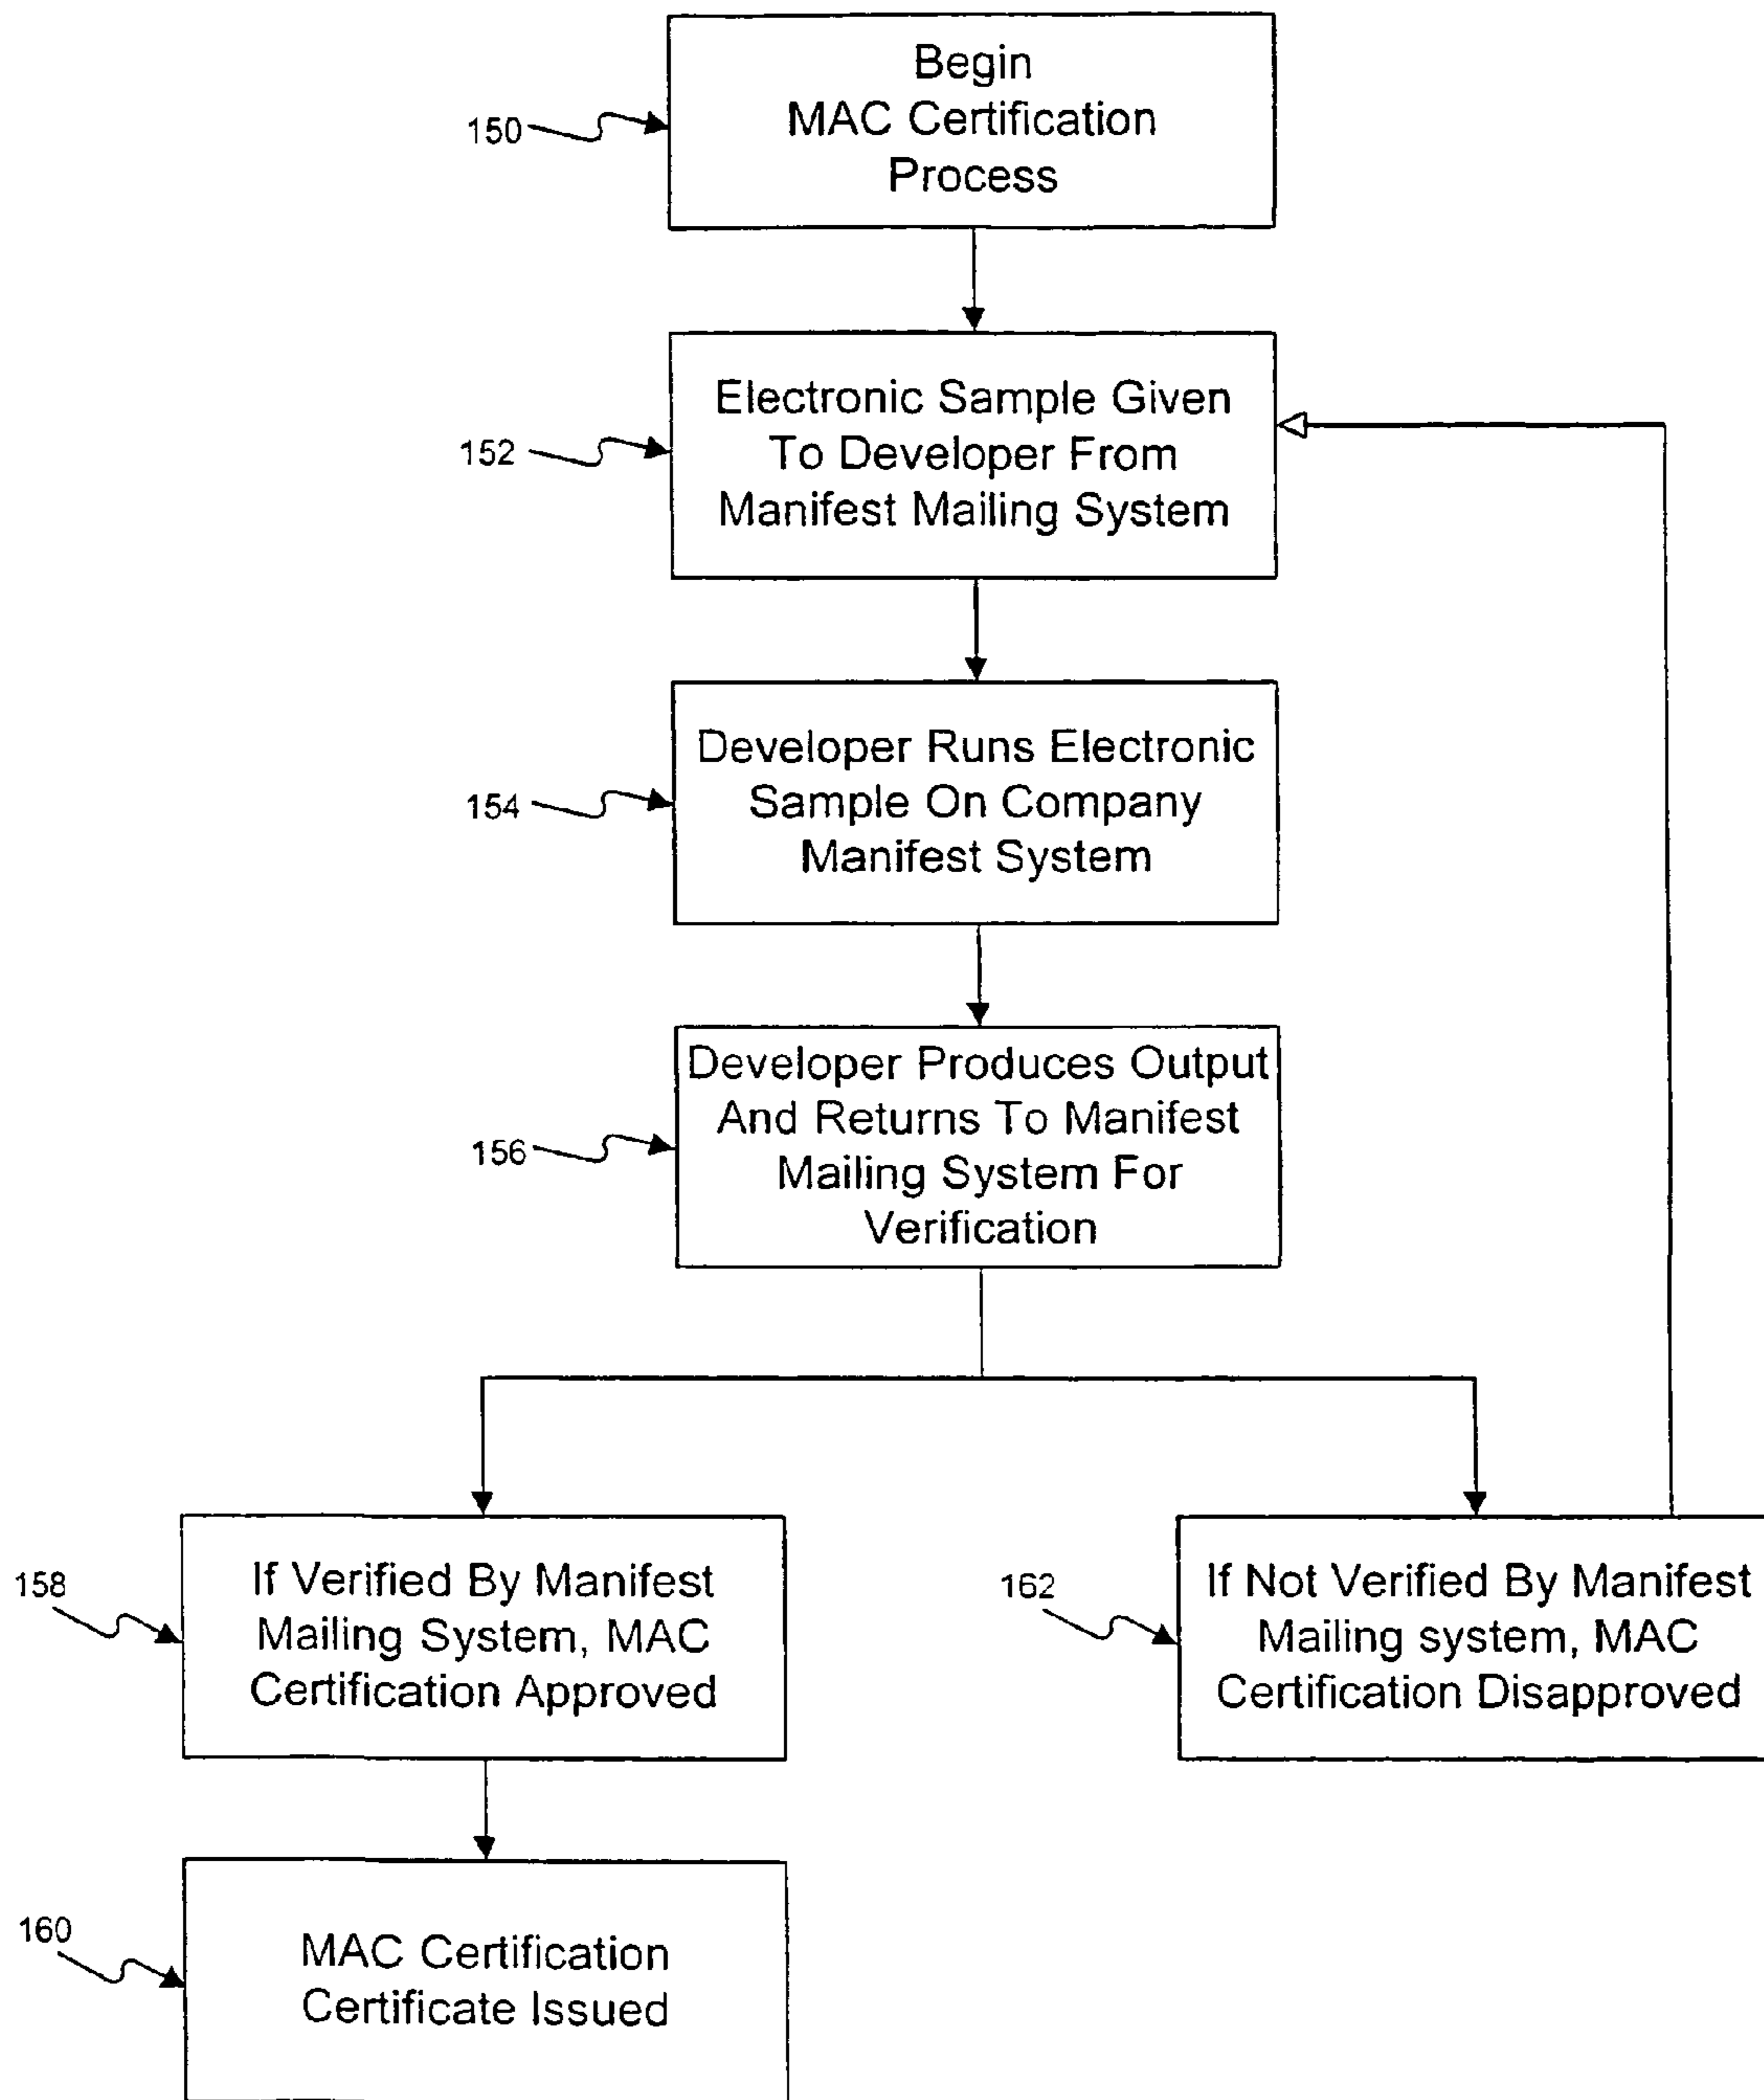 Begin
MAC Certification
Process
150
Electronic Sample Given
To Developer From
Manifest Mailing System
152
Developer Runs Electronic
Sample On Company
Manifest System
154
Developer Produces Output
And Returns To Manifest
Mailing System For
Verification
156
158
If Verified By Manifest
Mailing System, MAC
Certification Approved
162
If Not Verified By Manifest
Mailing system, MAC
Certification Disapproved
160
MAC Certification
Certificate Issued